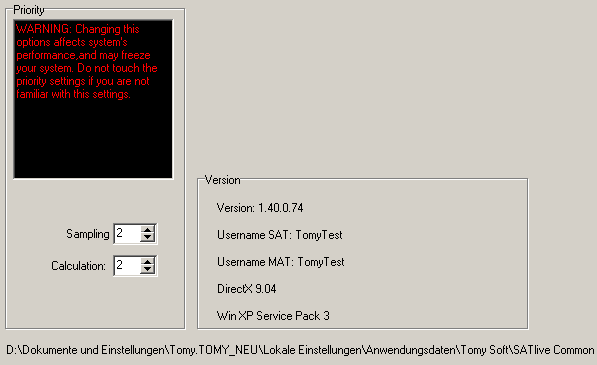 Priority
WARNING: Changing this
options affects system's
performance,and may freeze
your system. Do not touch the
priority settings if you are not
familiar with this settings.
Sampling 2
Calculation: 2
Version
Version: 1.40.0.74
Username SAT: TomyTest
Username MAT: TomyTest
DirectX 9.04
Win XP Service Pack 3
D:\Dokumente und Einstellungen\Tomy.TOMY_NEU\Lokale Einstellungen\Anwendungsdaten\Tomy Soft\SATlive Common